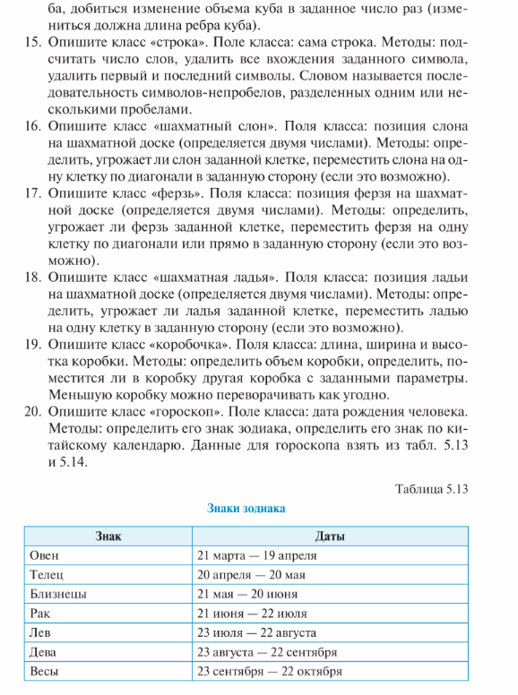 ба, добиться изменение объема куба в заданное число раз (изме-
ниться должна длина ребра куба).
15. Опишите класс «строка». Поле класса: сама строка. Методы: под-
считать число слов, удалить все вхождения заданного символа,
удалить первый и последний символы. Словом называется после-
довательность символов-непробелов, разделенных одним или не-
сколькими пробелами.
16. Опишите класс «шахматный слон». Поля класса: позиция слона
на шахматной доске (определяется двумя числами). Методы: опре-
делить, угрожает ли слон заданной клетке, переместить слона на од-
ну клетку по диагонали в заданную сторону (если это возможно).
17. Опишите класс «ферзь». Поля класса: позиция ферзя на шахмат-
ной доске (определяется двумя числами). Методы: определить,
угрожает ли ферзь заданной клетке, переместить ферзя на одну
клетку по диагонали или прямо в заданную сторону (если это воз-
можно).
18. Опишите класс «шахматная ладья». Поля класса: позиция ладьи
на шахматной доске (определяется двумя числами). Методы: опре-
делить, угрожает ли ладья заданной клетке, переместить ладью
на одну клетку в заданную сторону (если это возможно).
19. Опишите класс «коробочка». Поля класса: длина, ширина и высо-
тка коробки. Методы: определить объем коробки, определить, по-
местится ли в коробку другая коробка с заданными параметры.
Меньшую коробку можно переворачивать как угодно.
20. Опишите класс «гороскоп». Поле класса: дата рождения человека.
Методы: определить его знак зодиака, определить его знак по ки-
тайскому календарю. Данные для гороскопа взять из табл. 5.13
и 5.14.
Таблица 5.13
Знаки зодиака
Знак Даты
Овен 21 марта — 19 апреля
Телец 20 апреля — 20 мая
Близнецы 21 мая — 20 июня
Рак 21 июня — 22 июля
Лев 23 июля — 22 августа
Дева 23 августа — 22 сентября
Весы 23 сентября — 22 октября